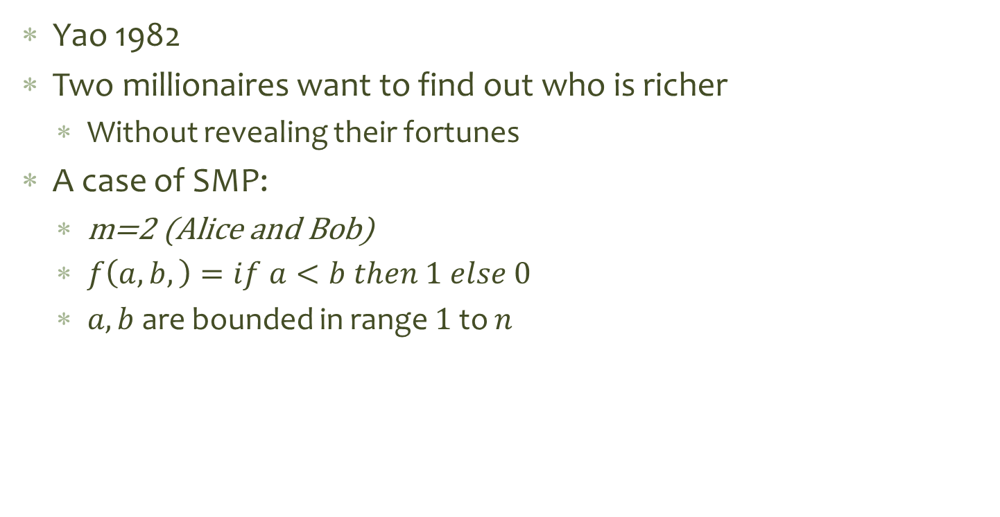 * Yao 1982
* Two millionaires want to find out who is richer
* Without revealing their fortunes
* A case of SMP:
* m=2 (Alice and Bob)
* f(a, b, ) = if a < b then 1 else 0
* a, b are bounded in range 1 to n